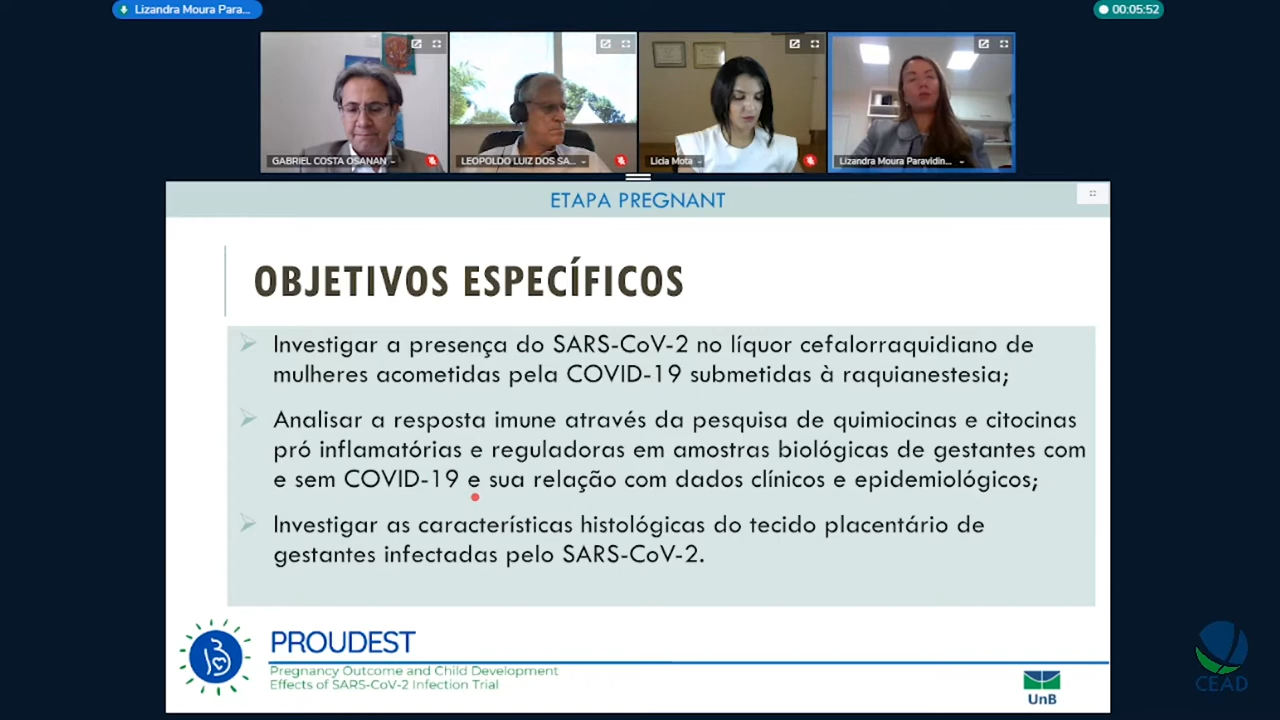 Lizandra Moura Para...
00:05:52
GABRIEL COSTA OSANAN
LEOPOLDO LUIZ DOS SA...
Licia Mota
Lizandra Moura Paravidin...
ETAPA PREGNANT
OBJETIVOS ESPECÍFICOS
Investigar a presença do SARS-CoV-2 no líquor cefalorraquidiano de
mulheres acometidas pela COVID-19 submetidas à raquianestesia;
Analisar a resposta imune através da pesquisa de quimiocinas e citocinas
pró inflamatórias e reguladoras em amostras biológicas de gestantes com
e sem COVID-19 e sua relação com dados clínicos e epidemiológicos;
Investigar as características histológicas do tecido placentário de
gestantes infectadas pelo SARS-CoV-2.
PROUDEST
Pregnancy Outcome and Child Development
Effects of SARS-CoV-2 Infection Trial
UnB
CEAD